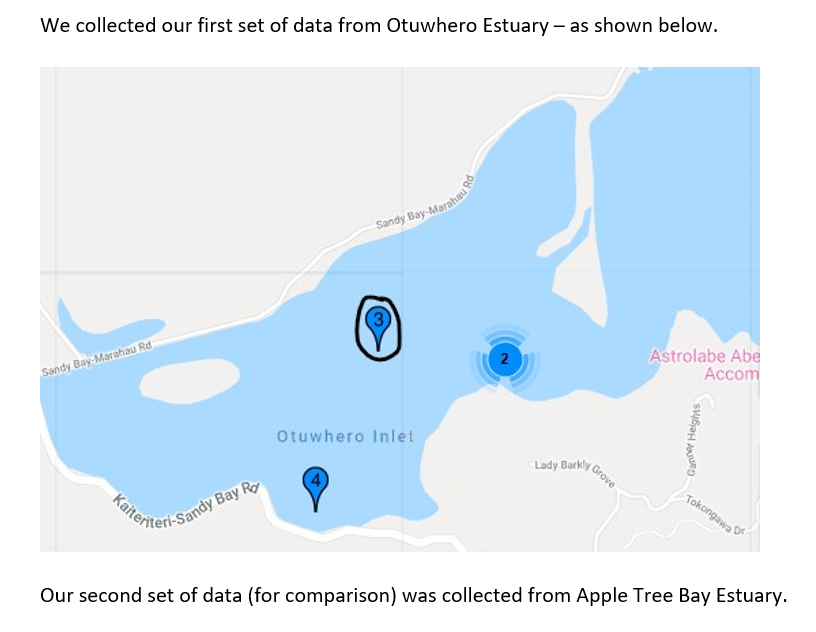 We collected our first set of data from Otuwhero Estuary – as shown below.
Sandy Bay-Marahau Rd
3
2
Sandy Bay-Marahau Rd
Astrolabe Abe
Accom
Otuwhero Inlet
Ganner Heights
Lady Barkly Grove
4
Kaiteriteri-Sandy Bay Rd
Tokongawa Dr
Our second set of data (for comparison) was collected from Apple Tree Bay Estuary.